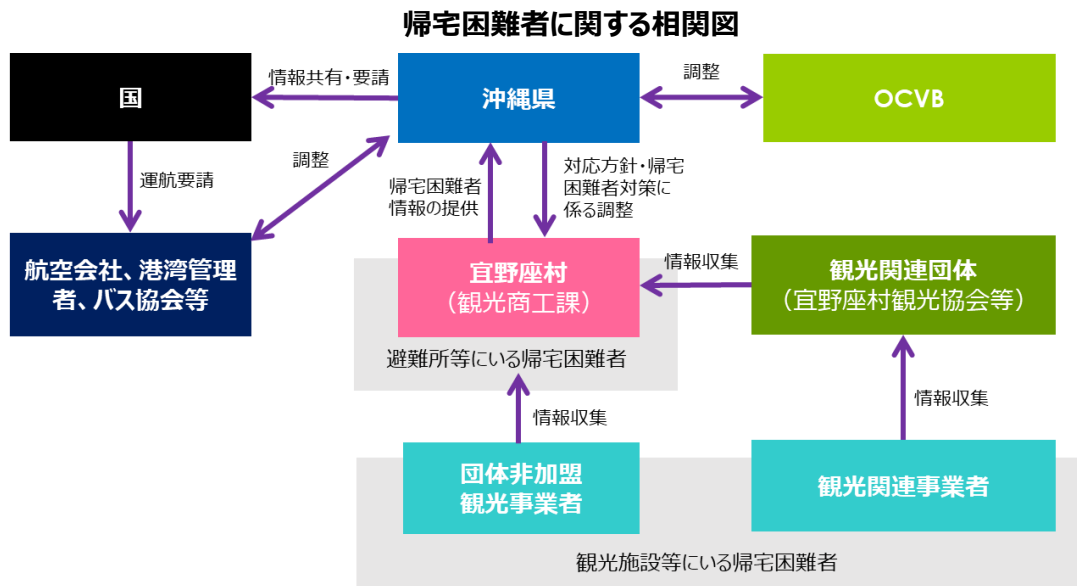 帰宅困難者に関する相関図
国
情報共有・要請
沖縄県
調整
OCVB
運航要請
調整
帰宅困難者
情報の提供
対応方針・帰宅
困難者対策に
係る調整
航空会社、港湾管理
者、バス協会等
宜野座村
（観光商工課）
情報収集
観光関連団体
（宜野座村観光協会等）
避難所等にいる帰宅困難者
情報収集
情報収集
団体非加盟
観光事業者
観光関連事業者
観光施設等にいる帰宅困難者